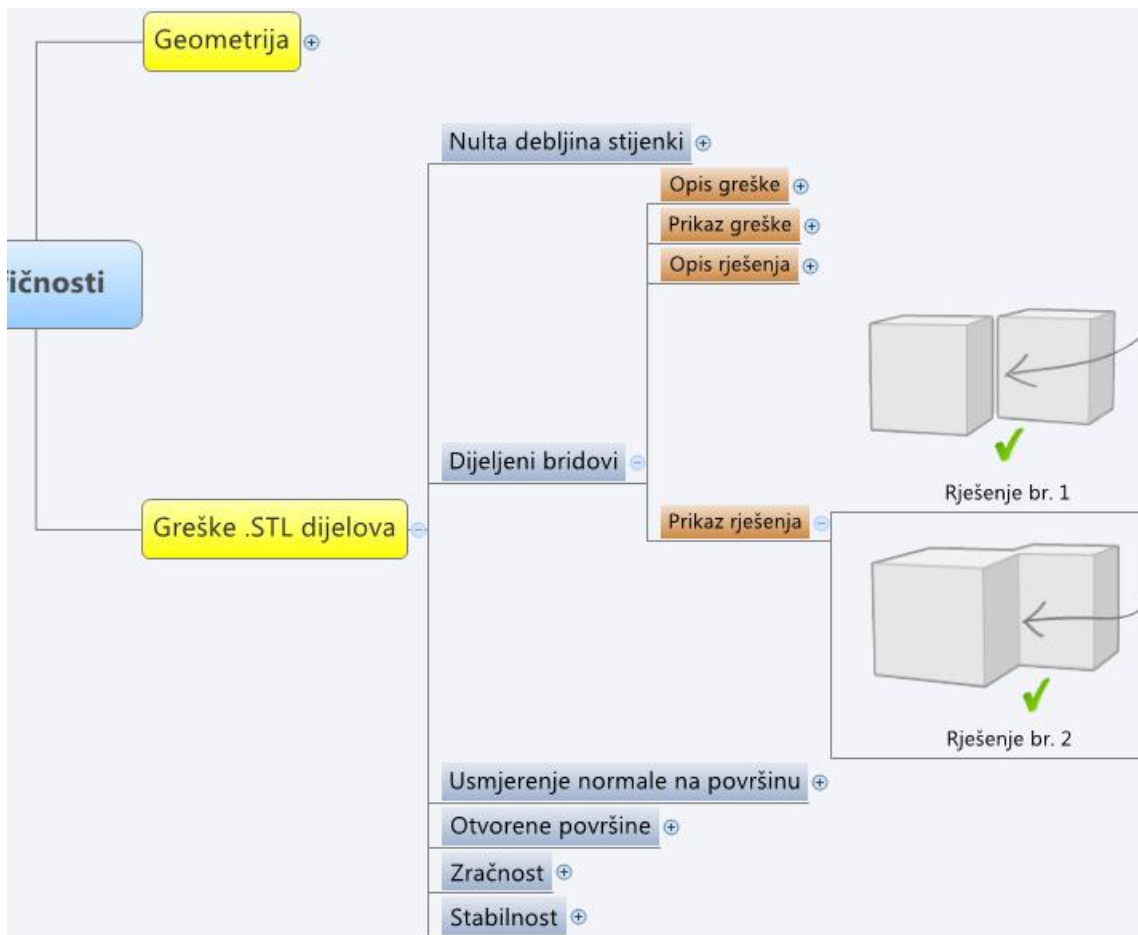 Geometrija
Nulta debljina stijenki
Opis greške
Prikaz greške
Opis rješenja
ičnosti
Dijeljeni bridovi
Rješenje br. 1
Prikaz rješenja
Greške .STL dijelova
Rješenje br. 2
Usmjerenje normale na površinu
Otvorene površine
Zračnost
Stabilnost